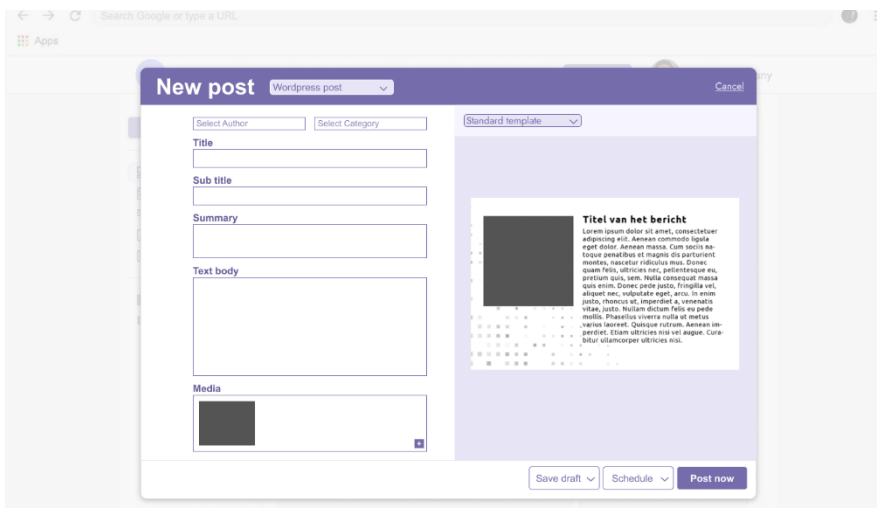 Search Google or type a URL
Apps
New post
Wordpress post
Cancel
Select Author
Select Category
Title
Sub title
Summary
Text body
Media
+
Standard template
Titel van het bericht
Lorem ipsum dolor sit amet, consectetuer
adipiscing elit. Aenean commodo ligula
eget dolor. Aenean massa. Cum sociis na-
toque penatibus et magnis dis parturient
montes, nascetur ridiculus mus. Donec
quam felis, ultricies nec, pellentesque eu,
pretium quis, sem. Nulla consequat massa
quis enim. Donec pede justo, fringilla vel,
aliquet nec, vulputate eget, arcu. In enim
justo, rhoncus ut, imperdiet a, venenatis
vitae, justo. Nullam dictum felis eu pede
mollis. Phasellus viverra nulla ut metus
varius laoreet. Quisque rutrum. Aenean im-
perdiet. Etiam ultricies nisi vel augue. Cura-
bitur ullamcorper ultricies nisi.
Save draft
Schedule
Post now